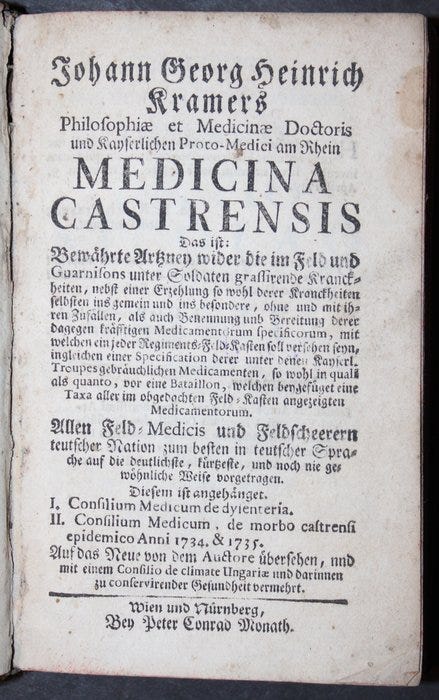 Johann Georg Heinrich
Kramers
Philosophiæ et Medicinæ Doctoris
und Kayserlichen Proto-Medici am Rhein
MEDICINA
CASTRENSIS
Das ist:
Bewährte Artzney wider die im Feld und
Guarnisons unter Soldaten grassirende Kranck-
heiten, nebst einer Erzehlung so wohl derer Kranckheiten
selbsten ins gemein und ins besondere, ohne und mit ih-
ren Zufällen, als auch Benennung und Bereitung derer
dagegen kräfftigen Medicamentorum specificorum, mit
welchen ein jeder Regiments-Feld-Kasten soll versehen seyn,
ingleichen einer Specification derer unter denen Kayserl.
Troupes gebräuchlichen Medicamenten, so wohl in quali
als quanto, vor eine Bataillon, welchen beygefüget eine
Taxa aller im obgedachten Feld-Kasten angezeigten
Medicamentorum.
Allen Feld-Medicis und Feldscheerern
teutscher Nation zum besten in teutscher Spra-
che auf die deutlichste, kürtzeste, und noch nie ge-
wöhnliche Weise vorgetragen.
Diesem ist angehänget.
I. Consilium Medicum de dysenteria.
II. Consilium Medicum, de morbo castrensi
epidemico Anni 1734. & 1735.
Auf das Neue von dem Auctore übersehen, nnd
mit einem Consilio de climate Ungariæ und darinnen
zu conservirender Gesundheit vermehrt.
Wien und Nürnberg,
Bey Peter Conrad Monath.